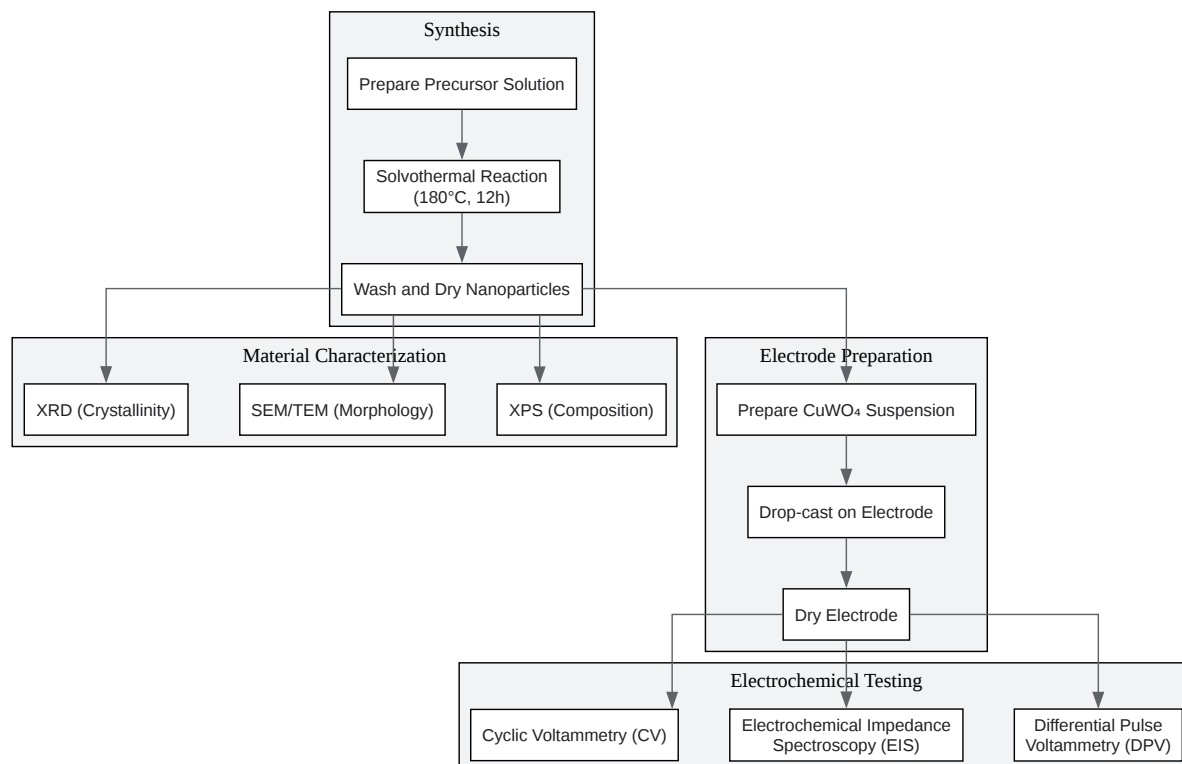 Synthesis
Prepare Precursor Solution
Solvothermal Reaction
(180°C, 12h)
Wash and Dry Nanoparticles
Material Characterization
XRD (Crystallinity)
SEM/TEM (Morphology)
XPS (Composition)
Electrode Preparation
Prepare CuWO₄ Suspension
Drop-cast on Electrode
Dry Electrode
Electrochemical Testing
Cyclic Voltammetry (CV)
Electrochemical Impedance
Spectroscopy (EIS)
Differential Pulse
Voltammetry (DPV)